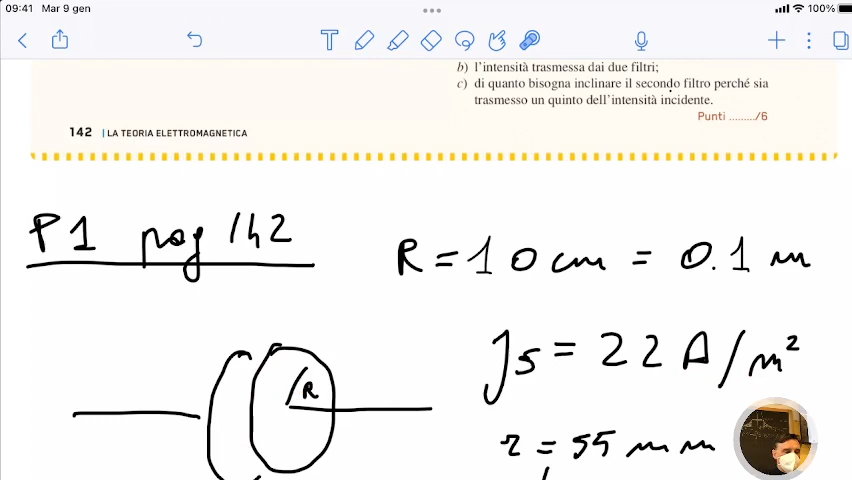 09:41 Mar 9 gen 100%
b) l'intensità trasmessa dai due filtri;
c) di quanto bisogna inclinare il secondo filtro perché sia
trasmesso un quinto dell'intensità incidente.
Punti ........./6
142 | LA TEORIA ELETTROMAGNETICA
P1 pag 142
R = 10 cm = 0.1 m
Js = 22 A/m²
R
r = 55 mm